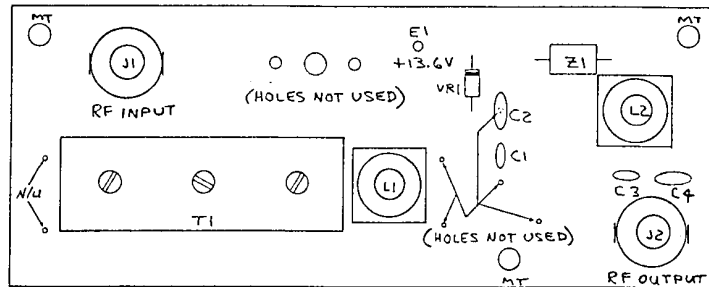 MT
MT
E1
+13.6V
J1
Z1
VR1
RF INPUT
(HOLES NOT USED)
C2
L2
C1
N/U
L1
C3
C4
T1
(HOLES NOT USED)
J2
MT
RF OUTPUT